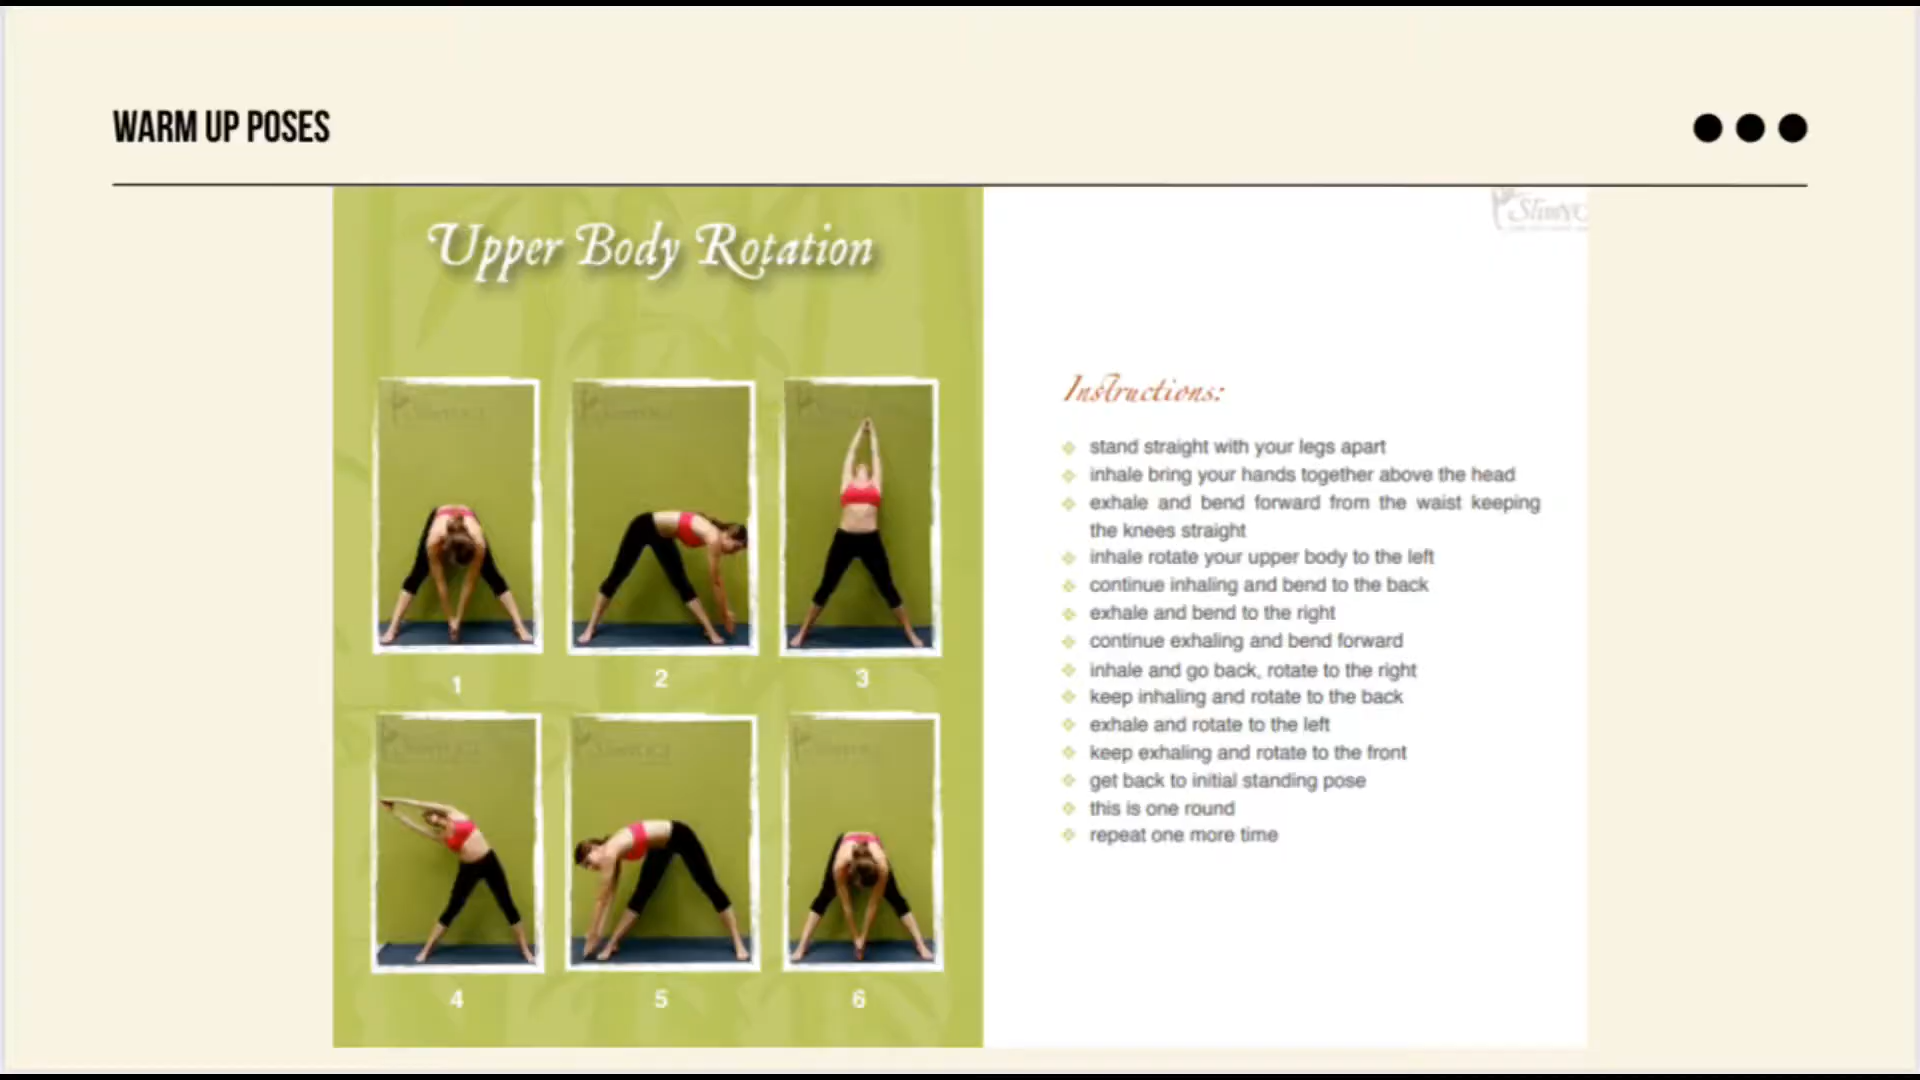 WARM UP POSES
Upper Body Rotation
1
2
3
4
5
6
Instructions:
stand straight with your legs apart
inhale bring your hands together above the head
exhale and bend forward from the waist keeping
the knees straight
inhale rotate your upper body to the left
continue inhaling and bend to the back
exhale and bend to the right
continue exhaling and bend forward
inhale and go back, rotate to the right
keep inhaling and rotate to the back
exhale and rotate to the left
keep exhaling and rotate to the front
get back to initial standing pose
this is one round
repeat one more time